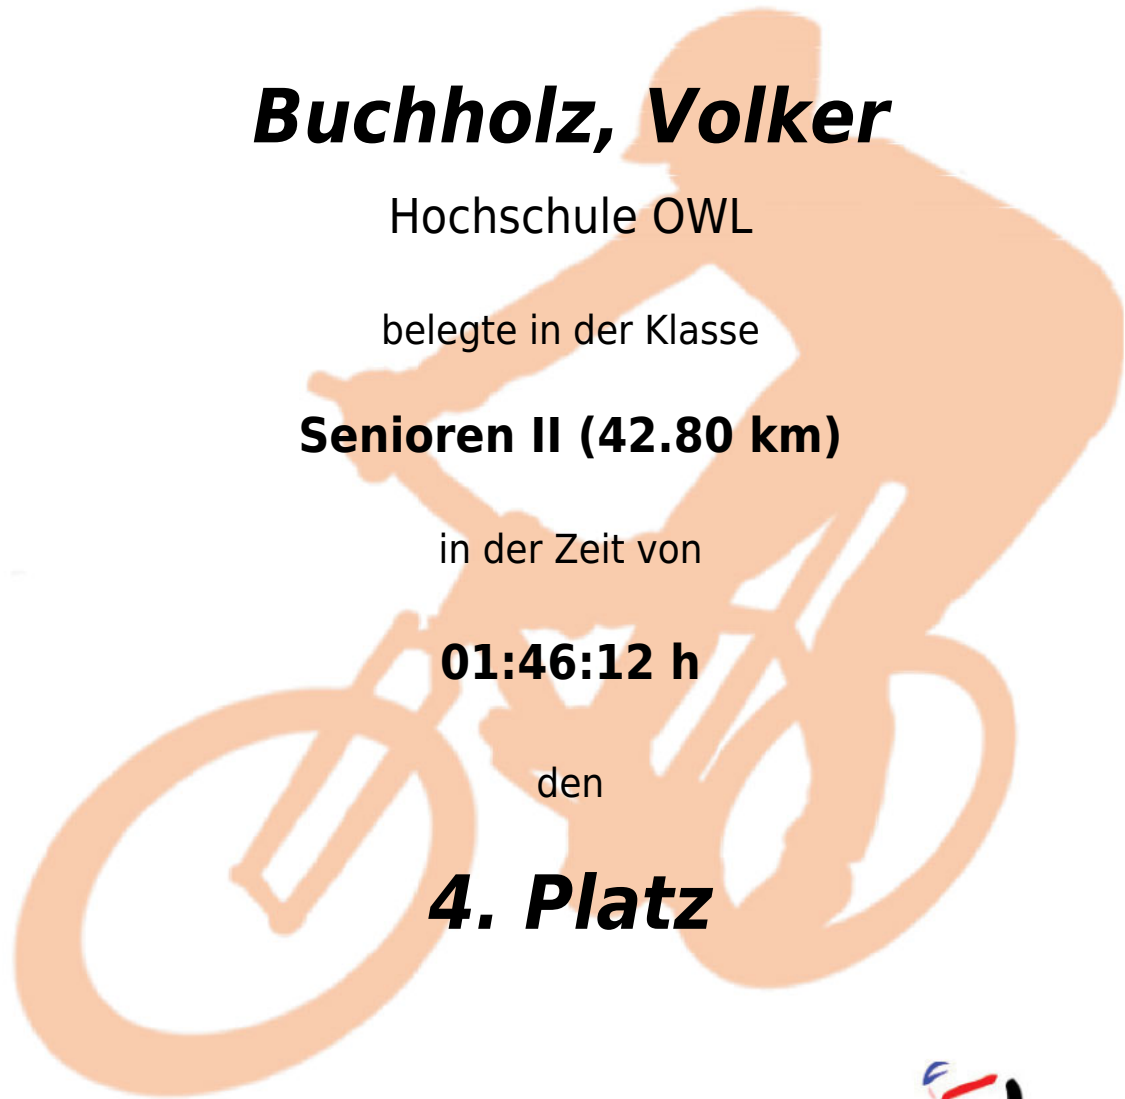 Buchholz, Volker
Hochschule OWL
belegte in der Klasse
Senioren II (42.80 km)
in der Zeit von
01:46:12 h
den
4. Platz